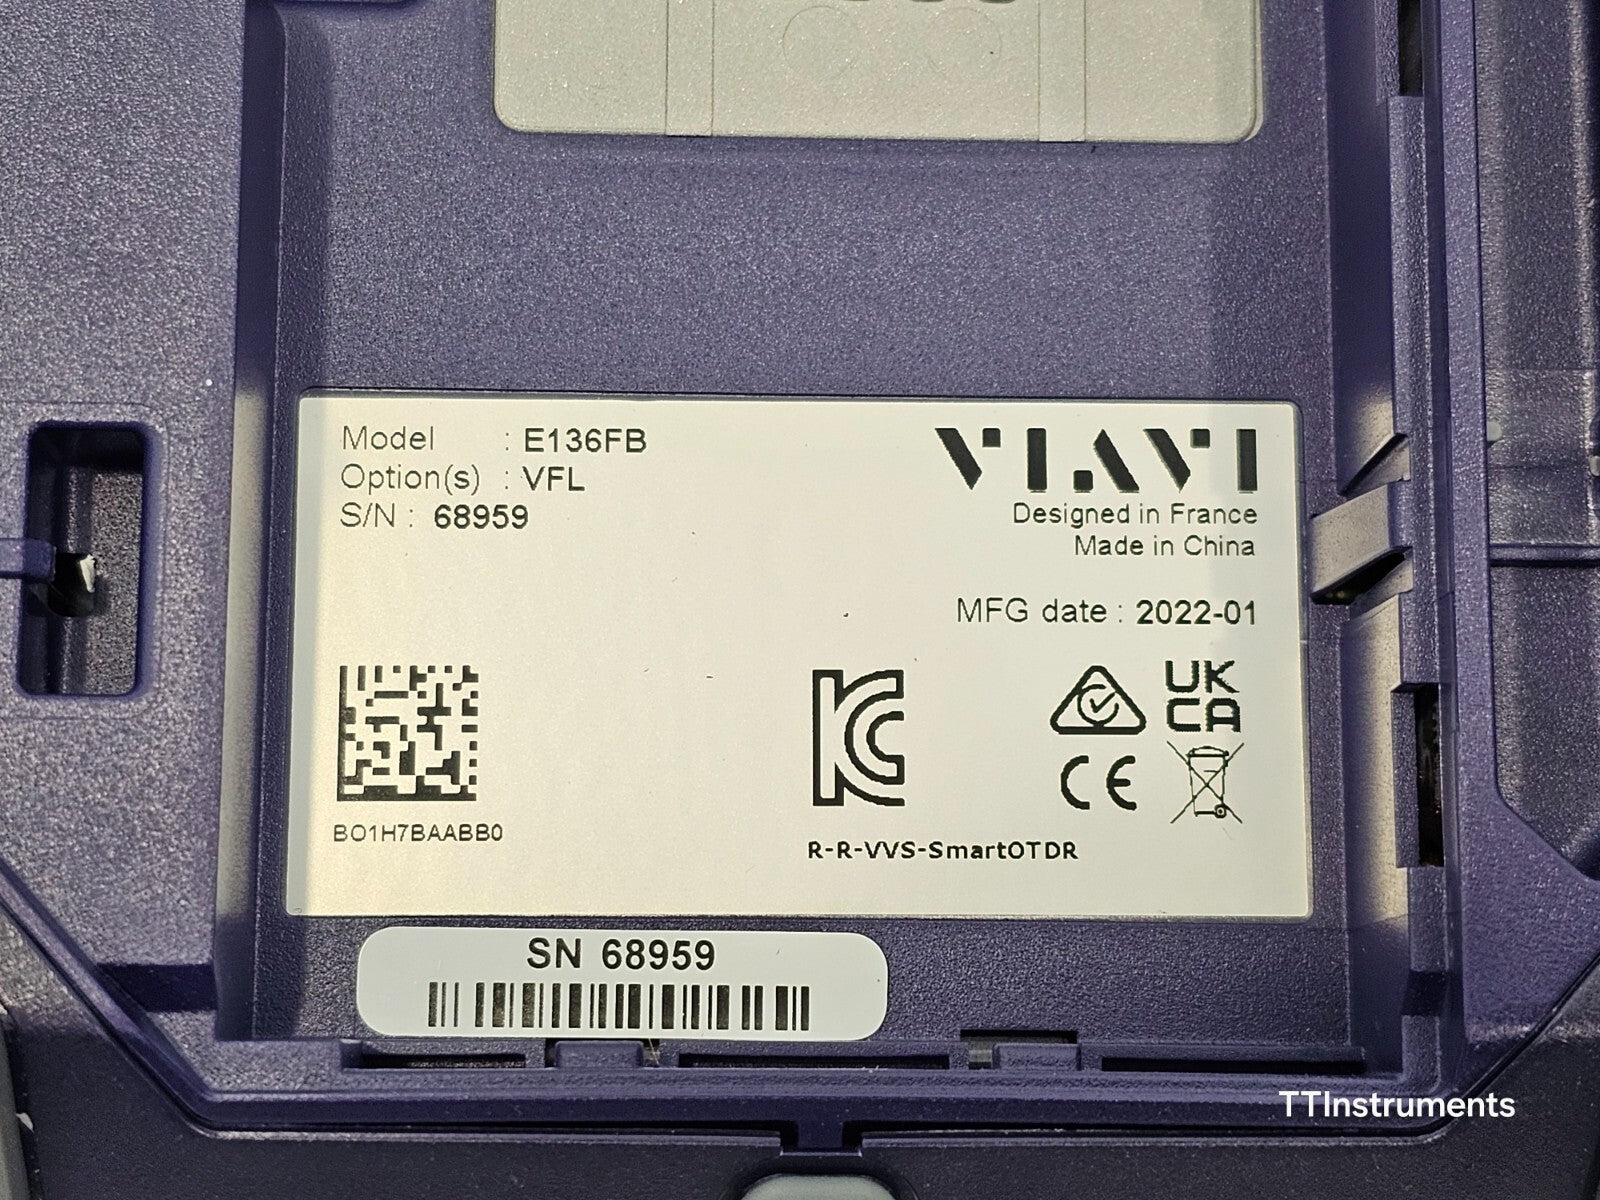 Model : E136FB
Option(s) : VFL
S/N : 68959
VIAVI
Designed in France
Made in China
MFG date : 2022-01
UK
CA
CE
KC
BO1H7BAABB0
R-R-VVS-SmartOTDR
SN 68959
TTInstruments